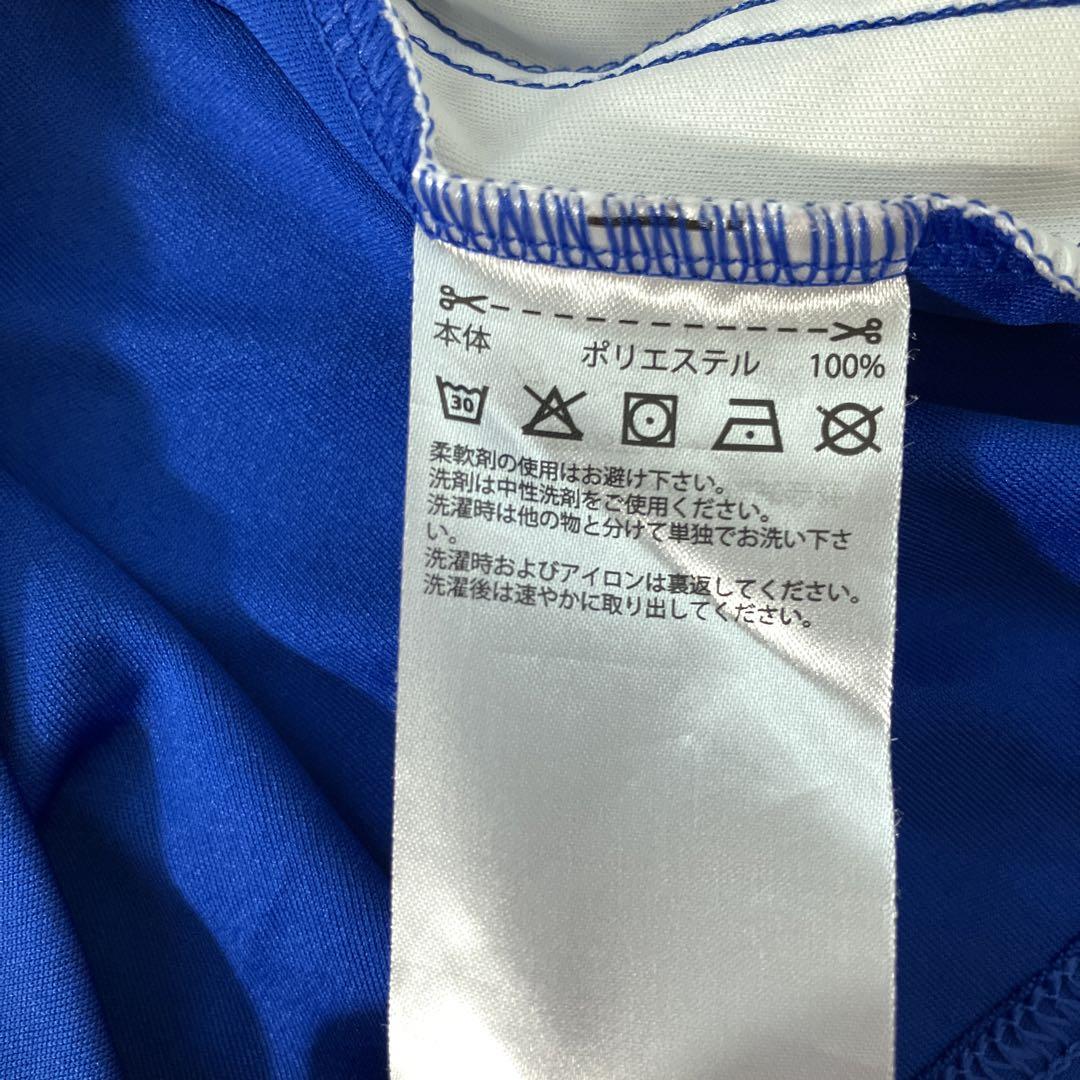 本体 ポリエステル 100%
30
柔軟剤の使用はお避け下さい。
洗剤は中性洗剤をご使用ください。
洗濯時は他の物と分けて単独でお洗い下さ
い。
洗濯時およびアイロンは裏返してください。
洗濯後は速やかに取り出してください。